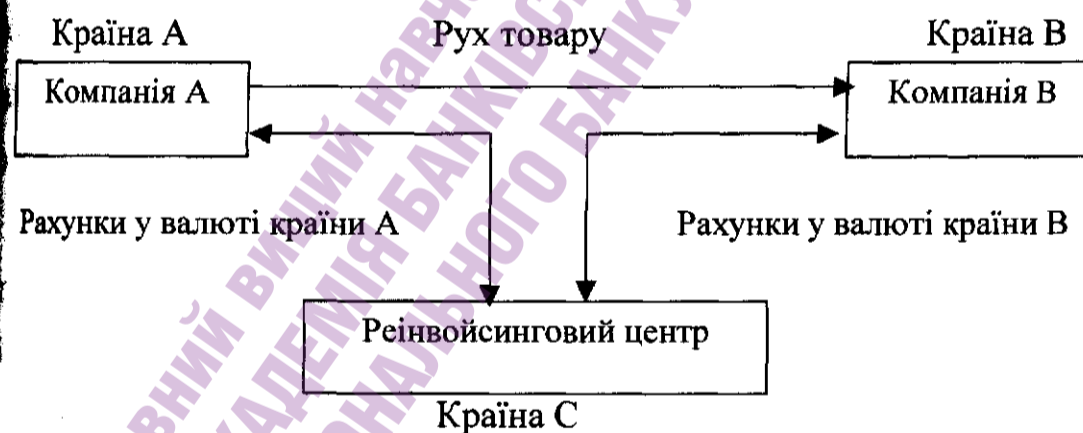 Країна А
Рух товару
Країна В
Компанія А
Компанія В
Рахунки у валюті країни А
Рахунки у валюті країни В
Реінвойсинговий центр
Країна С